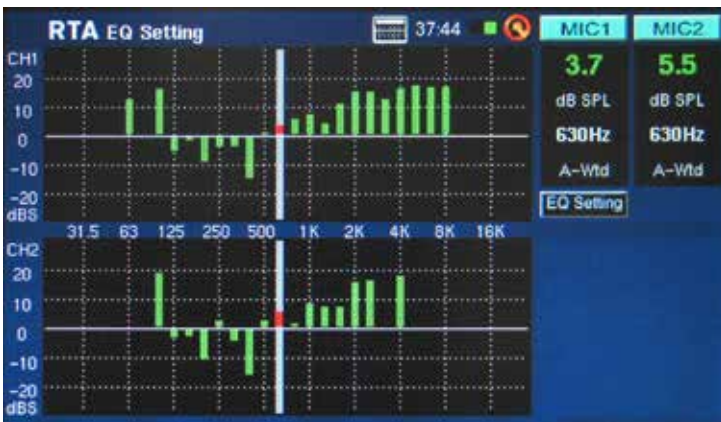 RTA EQ Setting 37:44 MIC1 MIC2
CH1
20
10
0
-10
-20
dBS
3.7 5.5
dB SPL dB SPL
630Hz 630Hz
A-Wtd A-Wtd
EQ Setting
31.5 63 125 250 500 1K 2K 4K 8K 16K
CH2
20
10
0
-10
-20
dBS